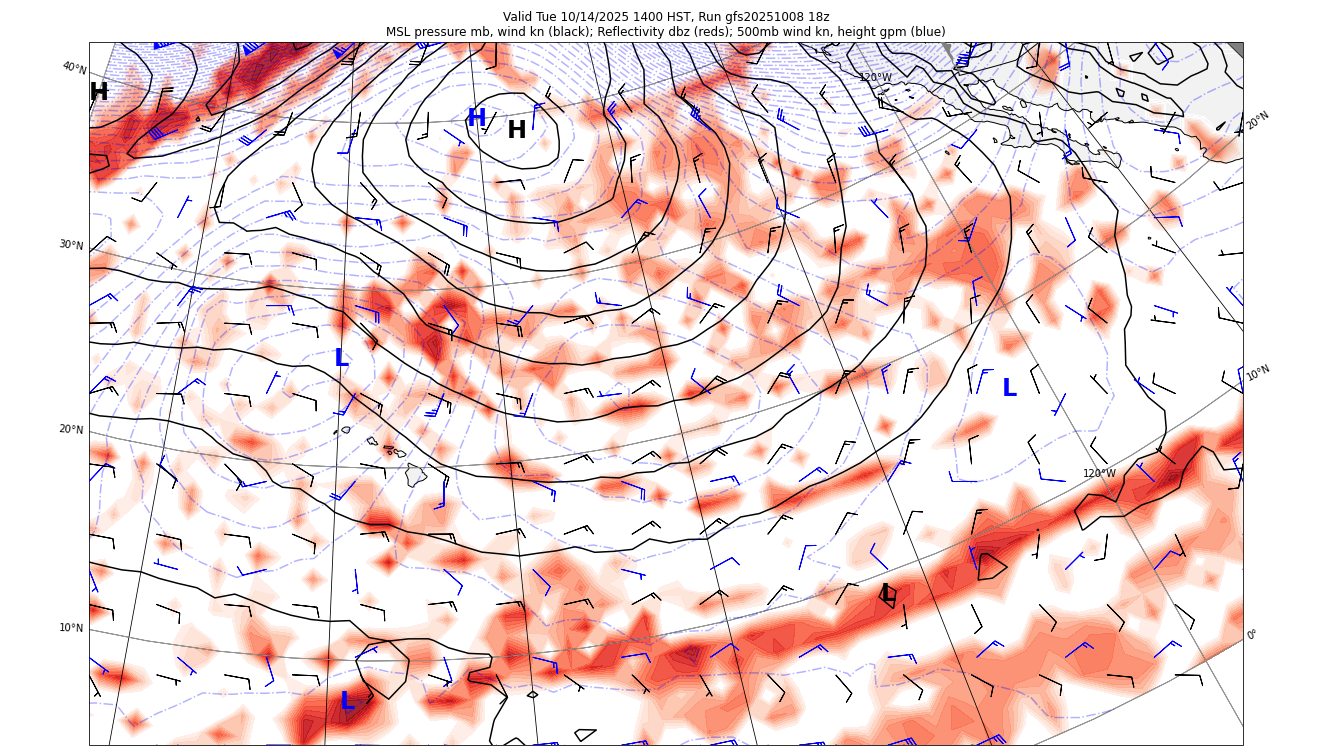 Valid Tue 10/14/2025 1400 HST, Run gfs20251008 18z
MSL pressure mb, wind kn (black); Reflectivity dbz (reds); 500mb wind kn, height gpm (blue)
40°N
120°W
20°N
H
H
H
30°N
L
L
10°N
20°N
120°W
L
10°N
0°
L